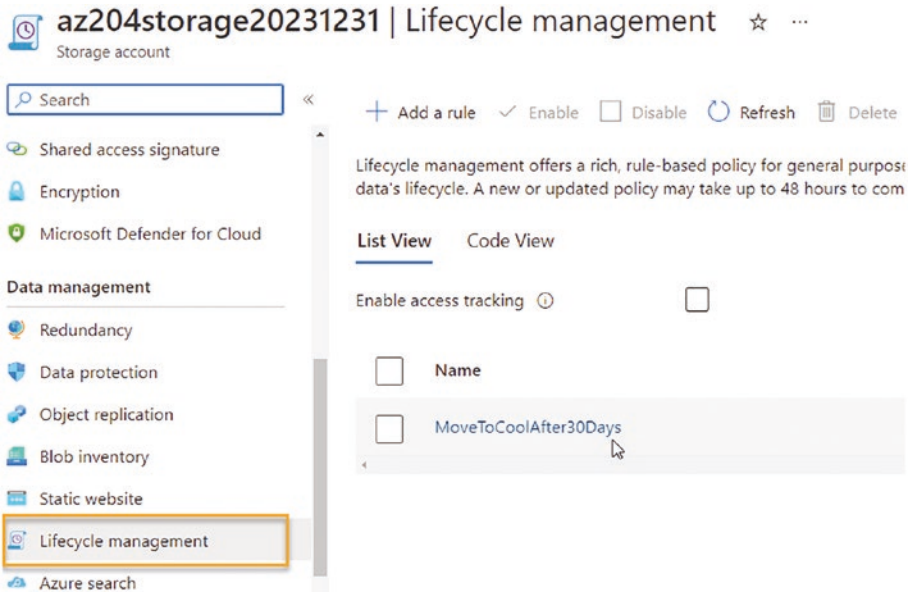 az204storage20231231 | Lifecycle management ☆ ...
Storage account
Search «
Add a rule Enable Disable Refresh Delete
Shared access signature
Encryption
Microsoft Defender for Cloud
Data management
Redundancy
Data protection
Object replication
Blob inventory
Static website
Lifecycle management
Azure search
Lifecycle management offers a rich, rule-based policy for general
data's lifecycle. A new or updated policy may take up to 48 hours to
List View Code View
Enable access tracking
Name
MoveToCoolAfter30Days